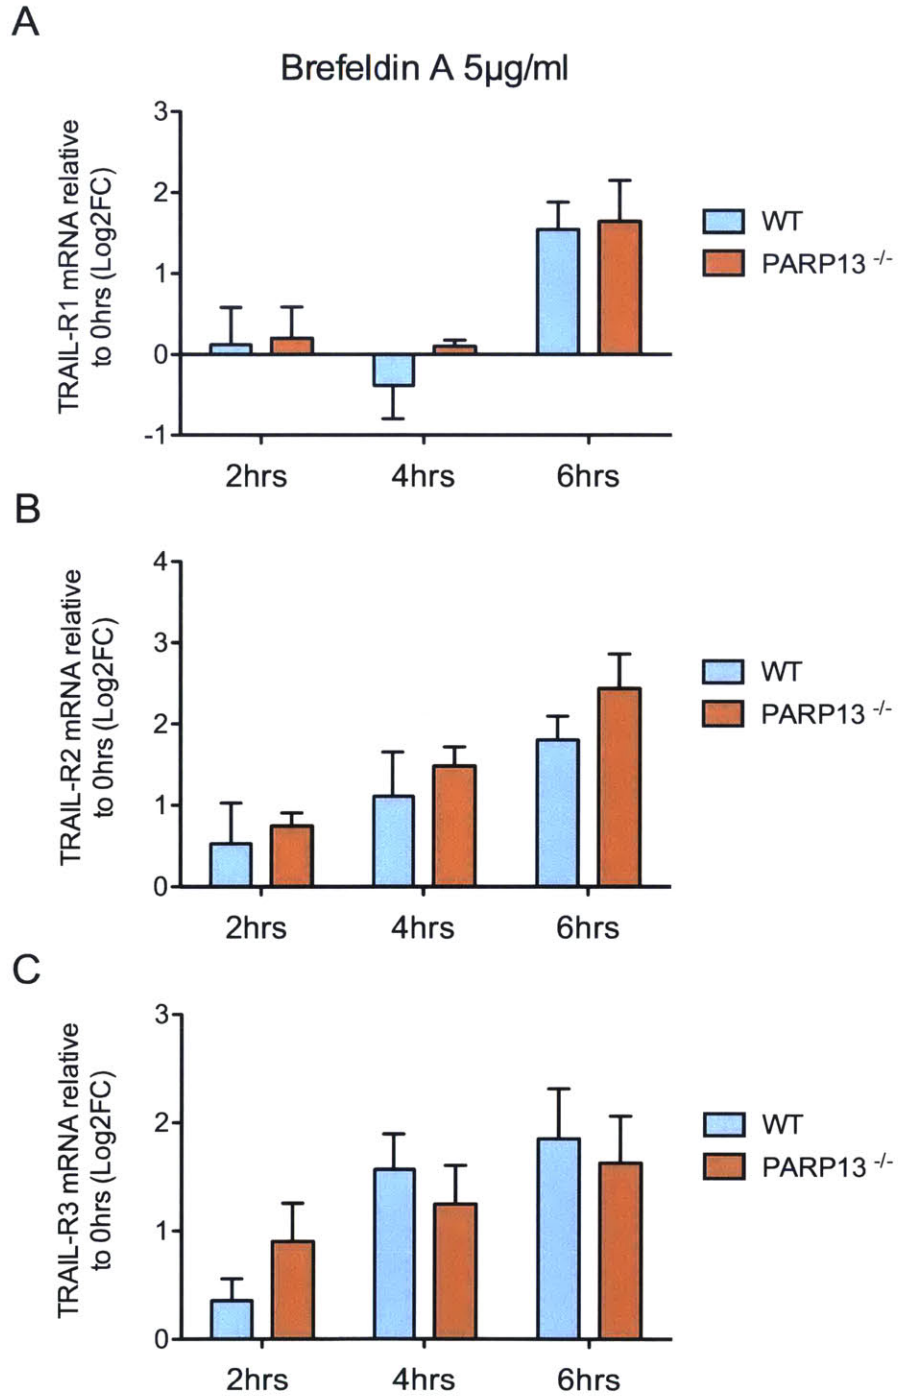 A
Brefeldin A 5µg/ml
TRAIL-R1 mRNA relative
to 0hrs (Log2FC)
3
2
1
0
-1
2hrs
4hrs
6hrs
WT
PARP13 -/-
B
TRAIL-R2 mRNA relative
to 0hrs (Log2FC)
4
3
2
1
0
2hrs
4hrs
6hrs
WT
PARP13 -/-
C
TRAIL-R3 mRNA relative
to 0hrs (Log2FC)
3
2
1
0
2hrs
4hrs
6hrs
WT
PARP13 -/-